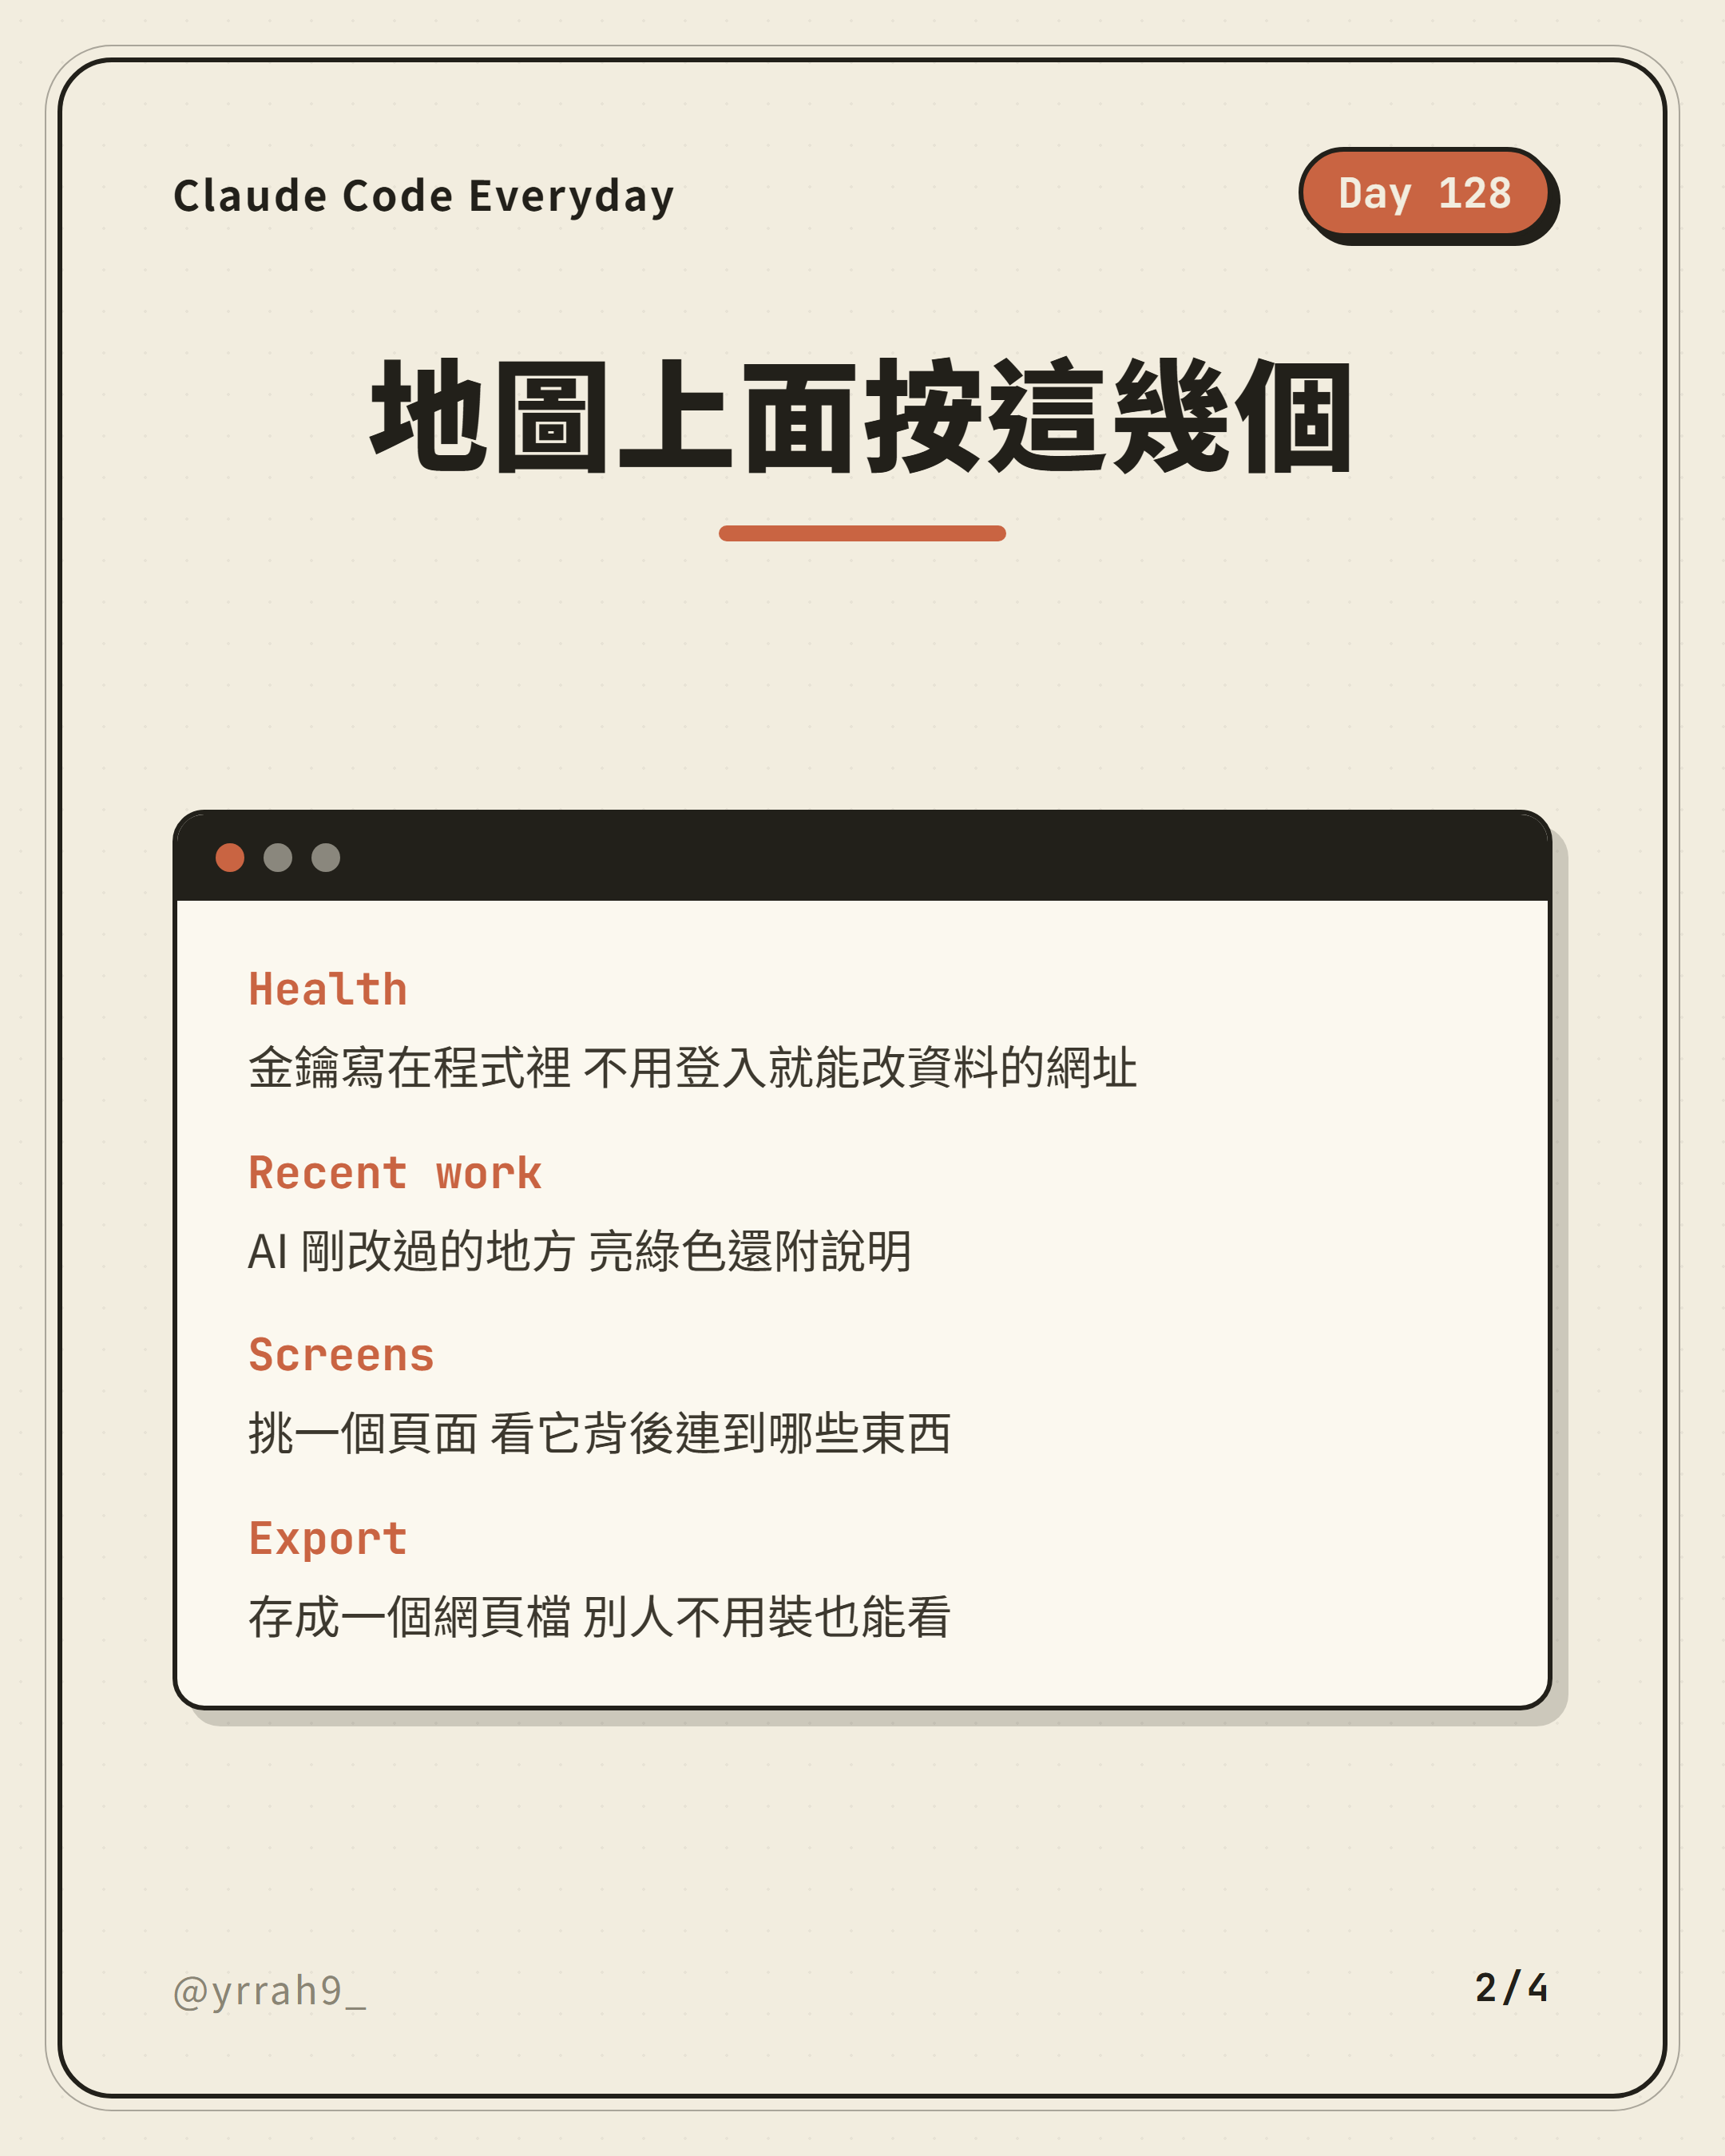 Claude Code Everyday
Day 128
地圖上面按這幾個
Health
金鑰寫在程式裡 不用登入就能改資料的網址
Recent work
AI 剛改過的地方 亮綠色還附說明
Screens
挑一個頁面 看它背後連到哪些東西
Export
存成一個網頁檔 別人不用裝也能看
@yrrah9_
2/4